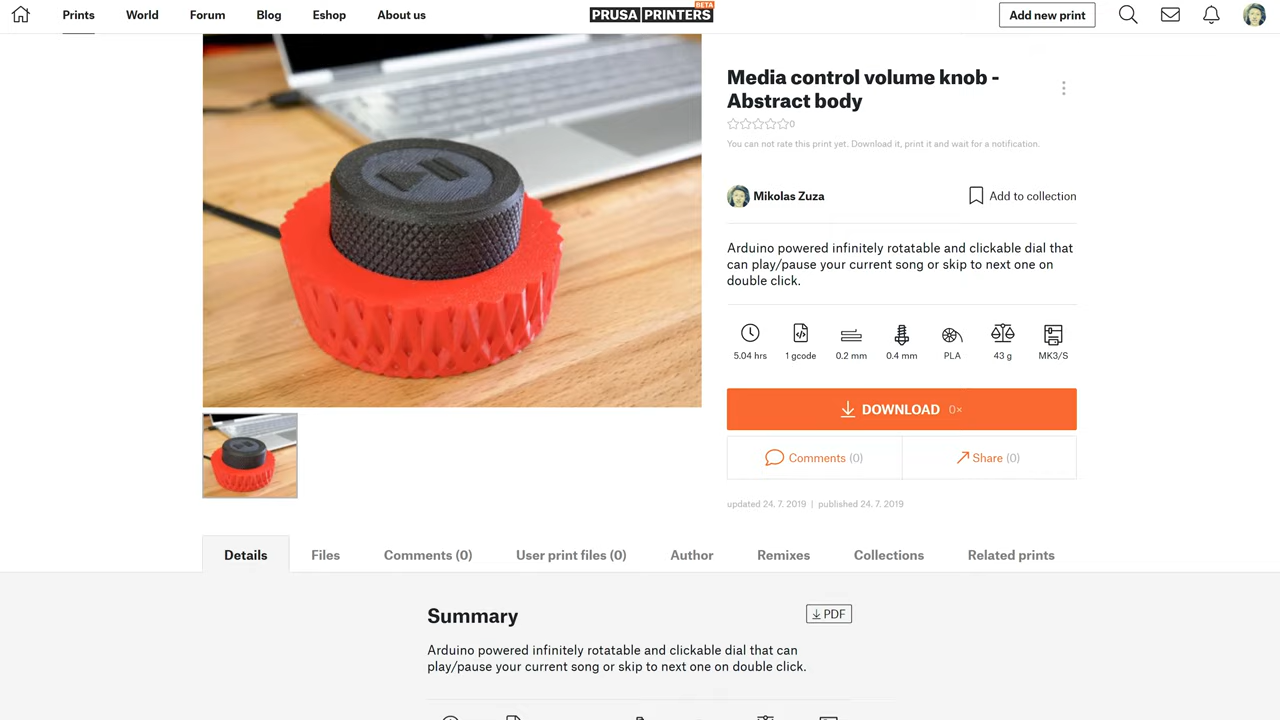 Prints World Forum Blog Eshop About us
PRUSA PRINTERS BETA
Add new print
Media control volume knob -
Abstract body
0
You can not rate this print yet. Download it, print it and wait for a notification.
Mikolas Zuza
Add to collection
Arduino powered infinitely rotatable and clickable dial that
can play/pause your current song or skip to next one on
double click.
5.04 hrs 1 gcode 0.2 mm 0.4 mm PLA 43 g MK3/S
DOWNLOAD 0×
Comments (0) Share (0)
updated 24. 7. 2019 | published 24. 7. 2019
Details Files Comments (0) User print files (0) Author Remixes Collections Related prints
Summary
PDF
Arduino powered infinitely rotatable and clickable dial that can
play/pause your current song or skip to next one on double click.